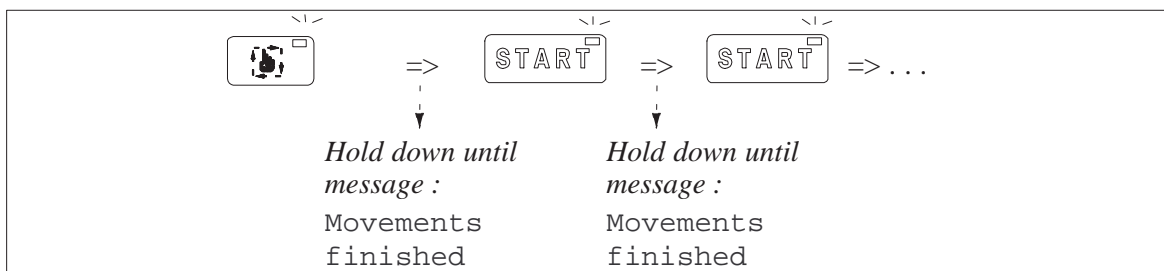 => START => START =>...
Hold down until
message :
Movements
finished
Hold down until
message :
Movements
finished